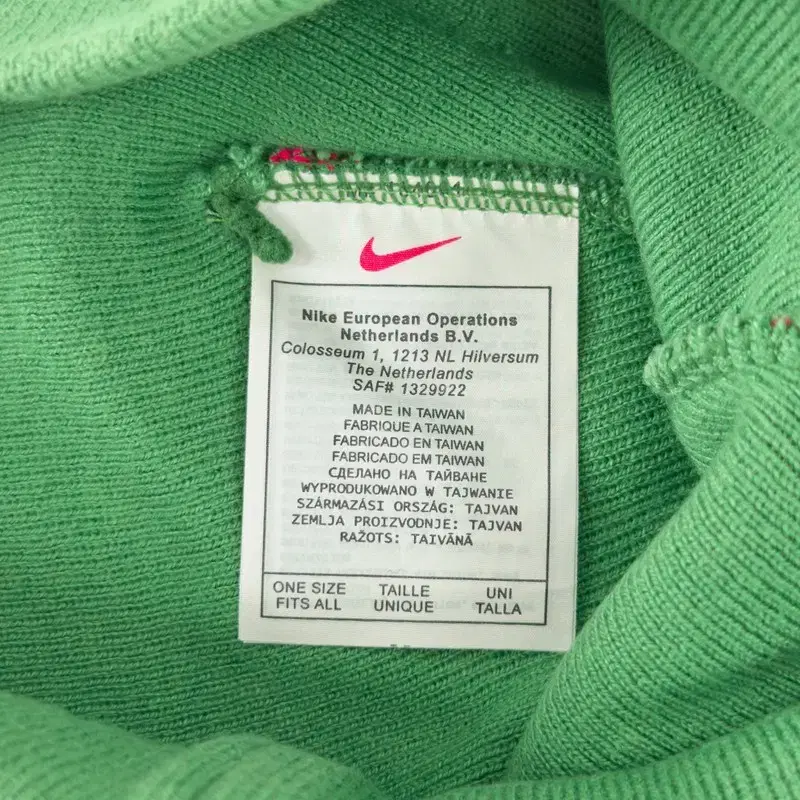 Nike European Operations
Netherlands B.V.
Colosseum 1, 1213 NL Hilversum
The Netherlands
SAF# 1329922
MADE IN TAIWAN
FABRIQUE A TAIWAN
FABRICADO EN TAIWAN
FABRICADO EM TAIWAN
СДЕЛАНО НА ТАЙВАНЕ
WYPRODUKOWANO W TAJWANIE
SZÁRMAZÁSI ORSZÁG: TAJVAN
ZEMLJA PROIZVODNJE: TAJVAN
RAŽOTS: TAIVĀNĀ
ONE SIZE FITS ALL
TAILLE UNIQUE
UNI TALLA